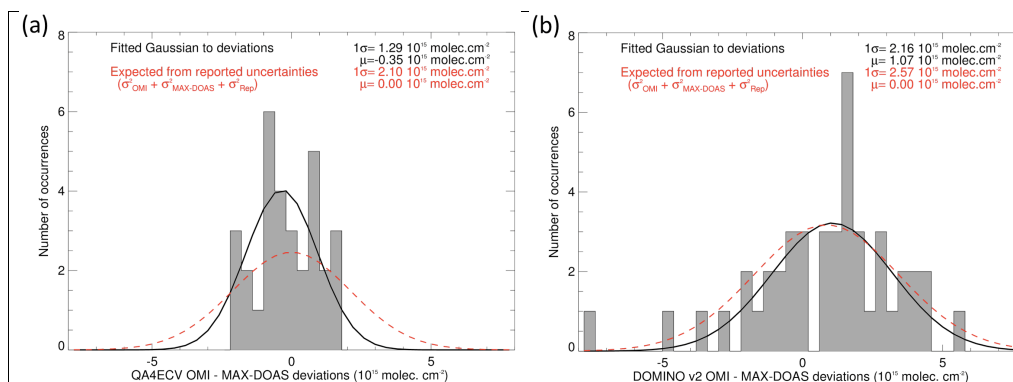 (a)
8
6
4
2
0
Number of occurrences
Fitted Gaussian to deviations
1σ= 1.29 10¹⁵ molec.cm⁻²
μ=-0.35 10¹⁵ molec.cm⁻²
Expected from reported uncertainties
(σ²OMI + σ²MAX-DOAS + σ²Rep)
1σ= 2.10 10¹⁵ molec.cm⁻²
μ= 0.00 10¹⁵ molec.cm⁻²
-5 0 5
QA4ECV OMI - MAX-DOAS deviations (10¹⁵ molec. cm⁻²)
(b)
8
6
4
2
0
Number of occurrences
Fitted Gaussian to deviations
1σ= 2.16 10¹⁵ molec.cm⁻²
μ= 1.07 10¹⁵ molec.cm⁻²
Expected from reported uncertainties
(σ²OMI + σ²MAX-DOAS + σ²Rep)
1σ= 2.57 10¹⁵ molec.cm⁻²
μ= 0.00 10¹⁵ molec.cm⁻²
-5 0 5
DOMINO v2 OMI - MAX-DOAS deviations (10¹⁵ molec. cm⁻²)